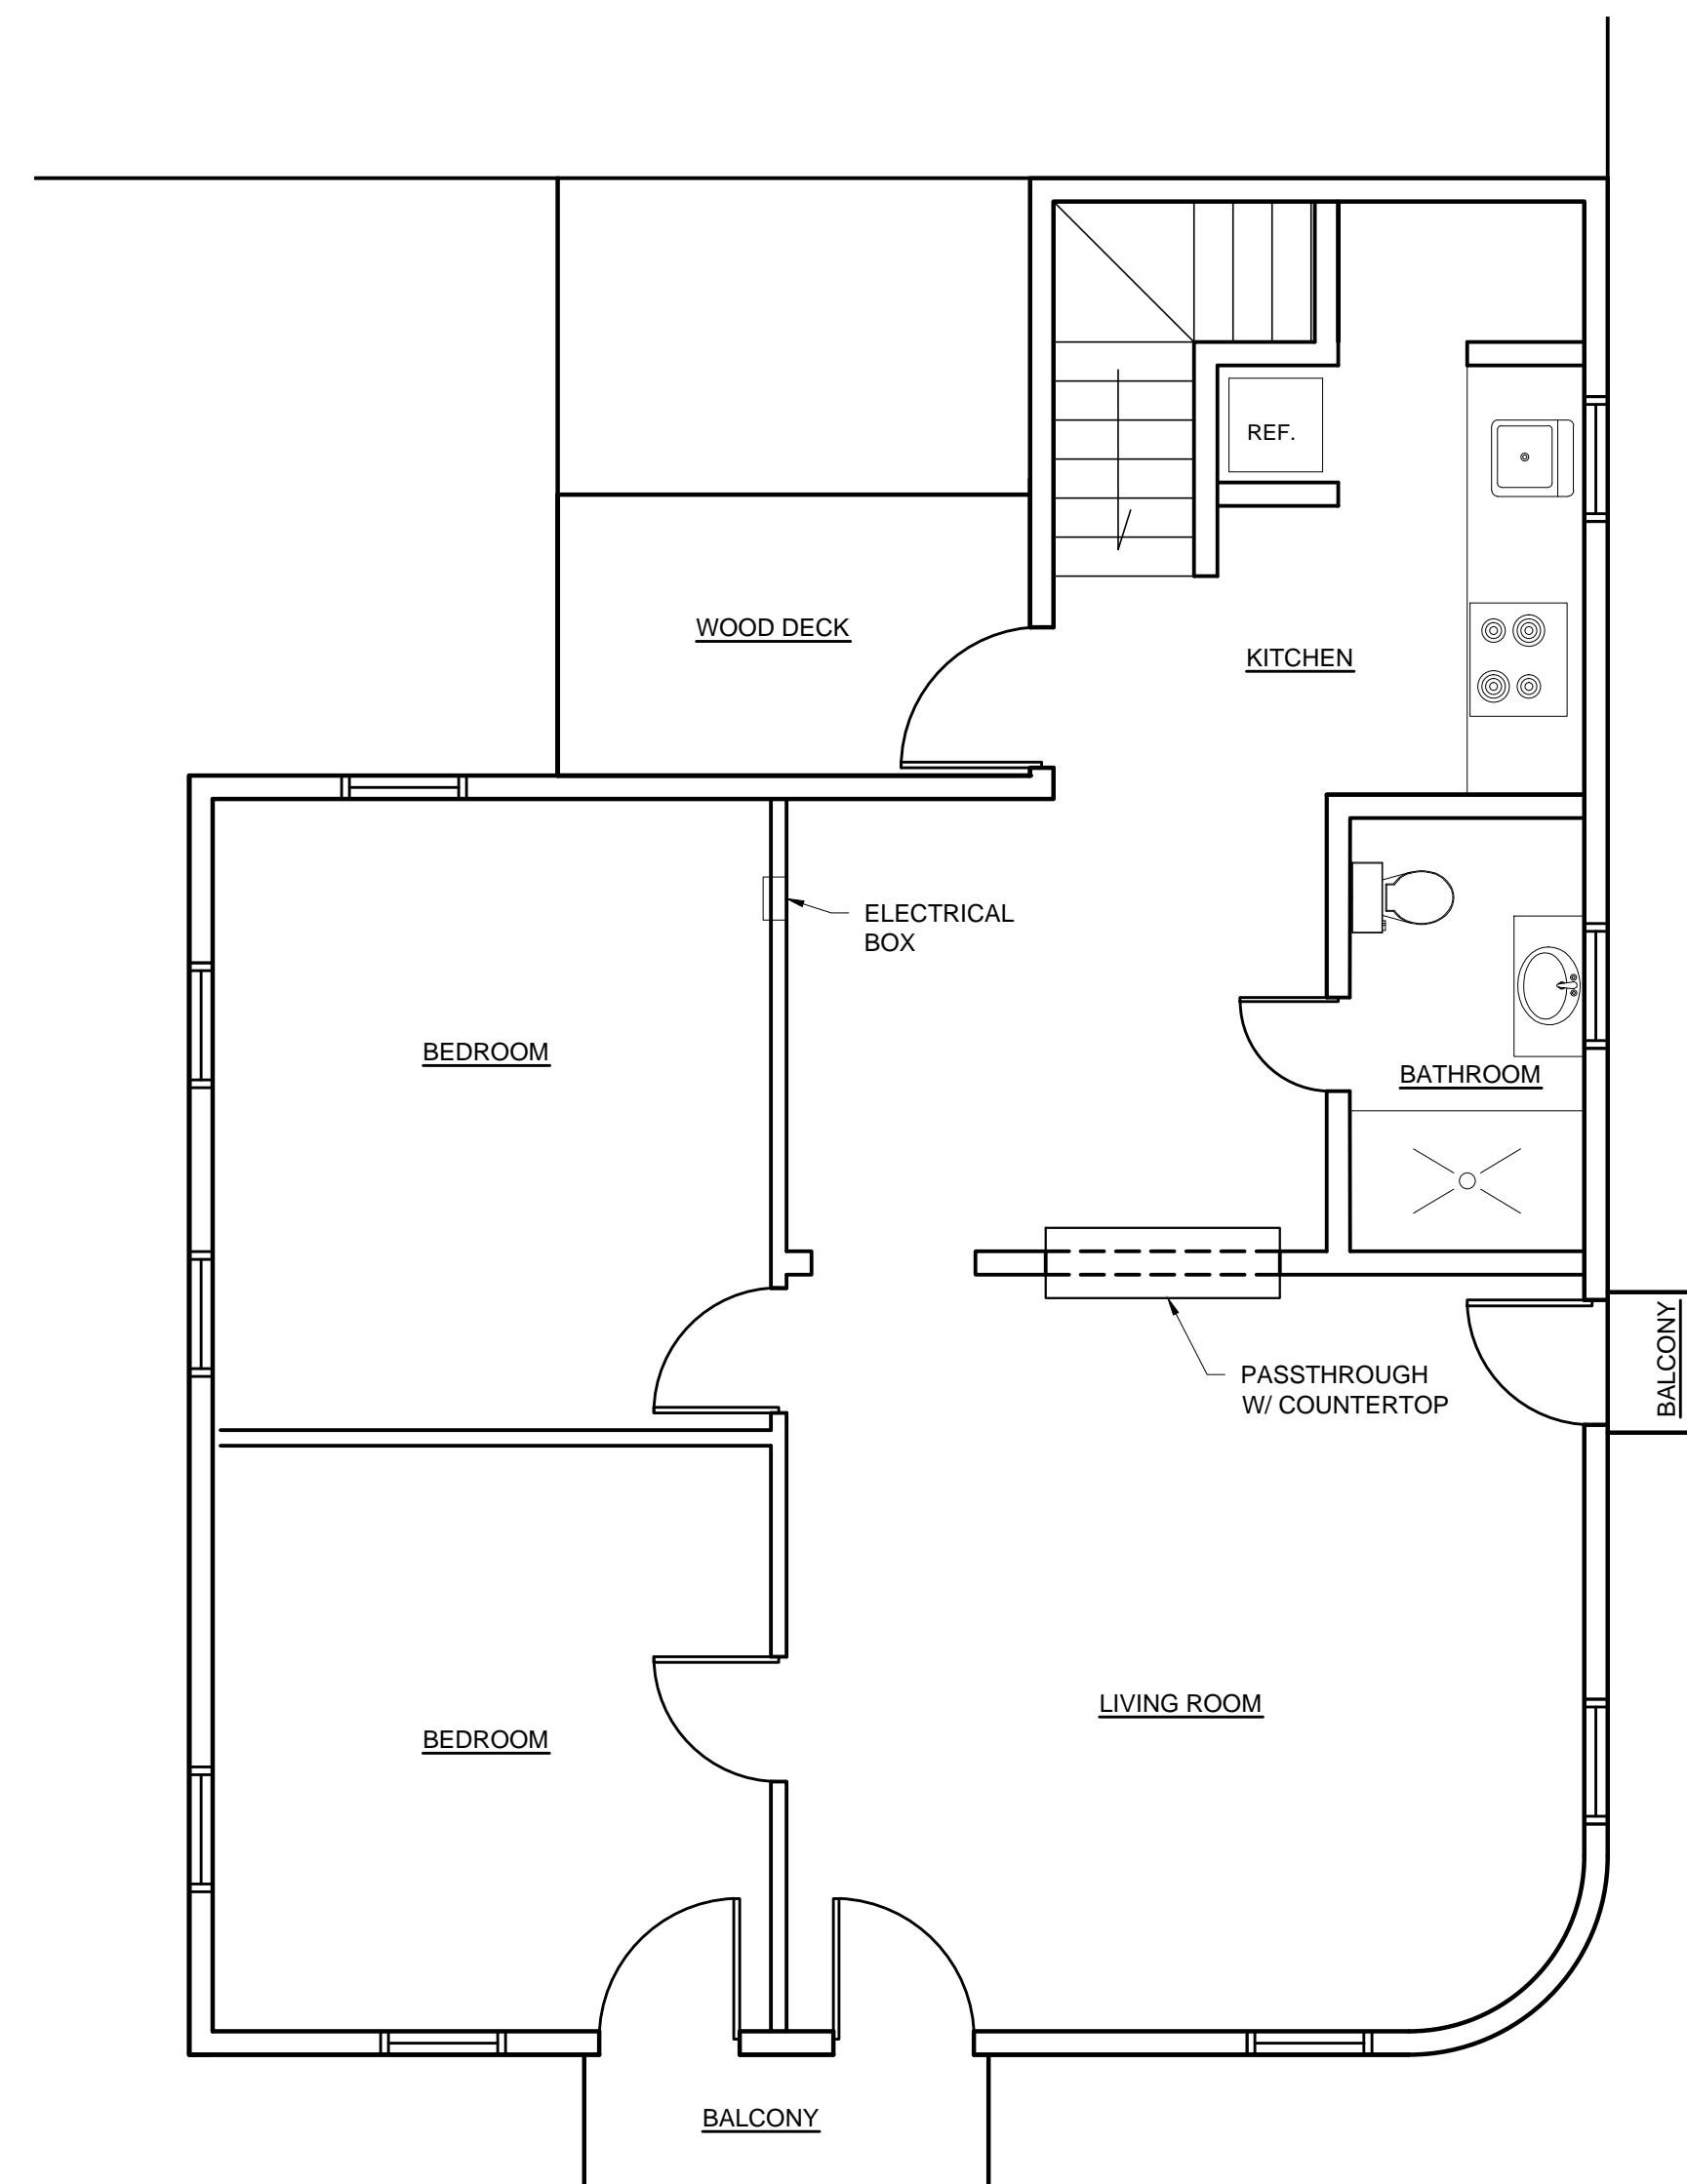 REF.
WOOD DECK
KITCHEN
ELECTRICAL
BOX
BEDROOM
BATHROOM
BALCONY
PASSTHROUGH
W/ COUNTERTOP
LIVING ROOM
BEDROOM
BALCONY